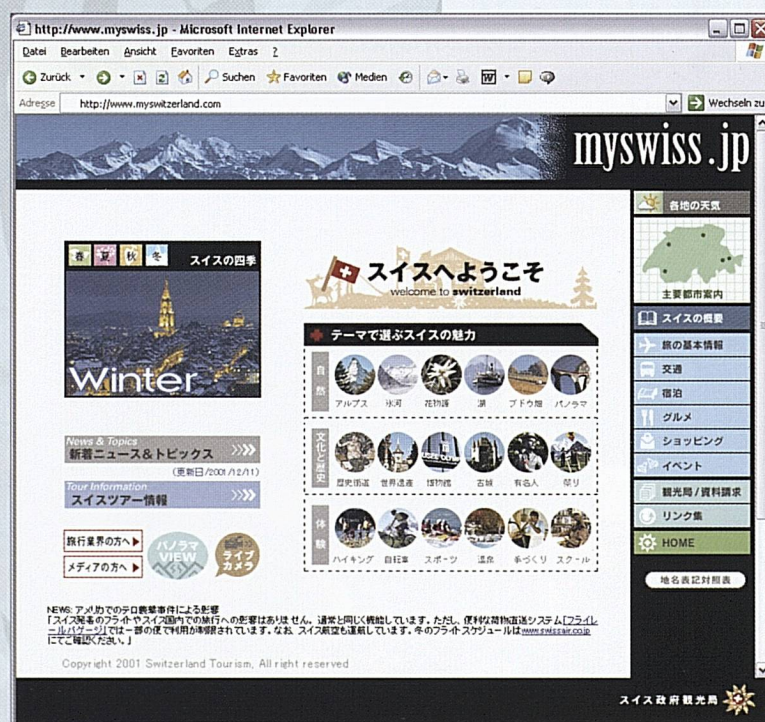 http://www.myswiss.jp - Microsoft Internet Explorer
Datei Bearbeiten Ansicht Favoriten Extras ?
Zurück Suchen Favoriten Medien
Adresse http://www.myswitzerland.com Wechseln zu
myswiss.jp
各地の天気
主要都市案内
スイスの概要
旅の基本情報
交通
宿泊
グルメ
ショッピング
イベント
観光局/資料請求
リンク集
HOME
地名表記対照表
春 夏 秋 冬 スイスの四季
Winter
News & Topics
新着ニュース&トピックス
(更新日/2001/12/11)
Tour Information
スイスツアー情報
旅行業界の方へ
メディアの方へ
パノラマ
VIEW
ライブ
カメラ
スイスへようこそ
welcome to switzerland
テーマで選ぶスイスの魅力
自然
アルプス 氷河 花物語 湖 ブドウ畑 パノラマ
文化と歴史
歴史街道 世界遺産 博物館 古城 有名人 祭り
体験
ハイキング 自転車 スポーツ 温泉 手づくり スクール
NEWS: アメリカでのテロ襲撃事件による影響
「スイス発着のフライトやスイス国内での旅行への影響はありません。通常と同じく機能しています。ただし、便利な荷物直送システム「フライレ
ールバゲージ」では一部の便で利用が制限されています。なお、スイス航空も運航しています。冬のフライトスケジュールはwww.swissair.co.jp
にてご確認ください。」
Copyright 2001 Switzerland Tourism, All right reserved
スイス政府観光局